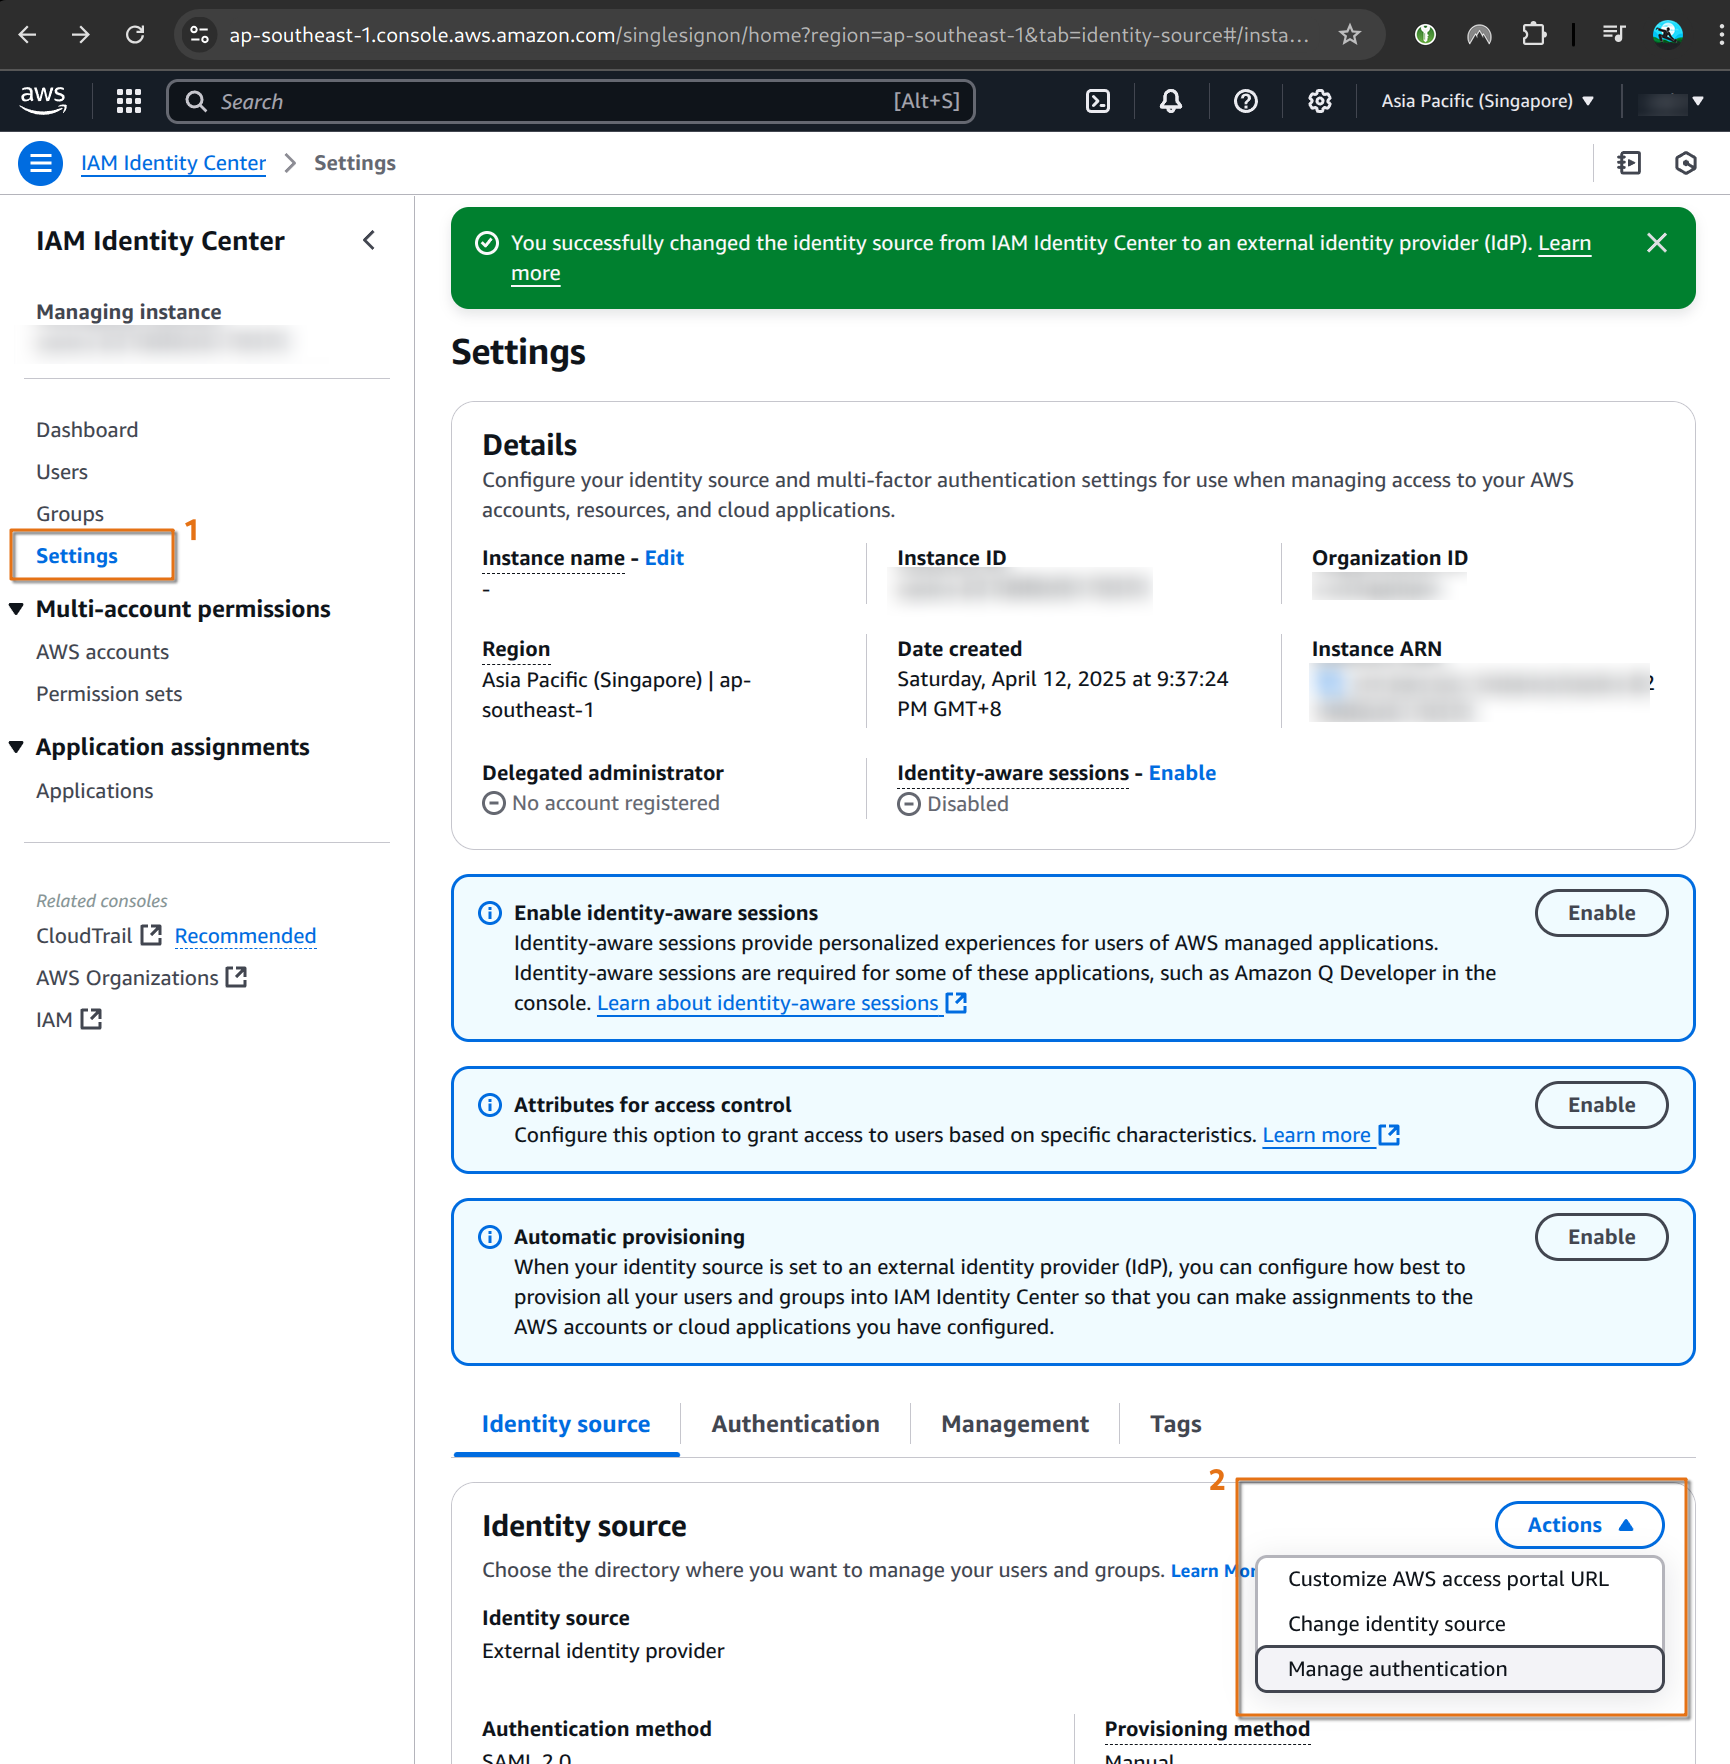 ap-southeast-1.console.aws.amazon.com/singlesignon/home?region=ap-southeast-1&tab=identity-source#/insta...
aws
Search
[Alt+S]
Asia Pacific (Singapore)
IAM Identity Center
Settings
IAM Identity Center
Managing instance
Dashboard
Users
Groups
Settings
1
Multi-account permissions
AWS accounts
Permission sets
Application assignments
Applications
Related consoles
CloudTrail Recommended
AWS Organizations
IAM
You successfully changed the identity source from IAM Identity Center to an external identity provider (IdP). Learn
more
Settings
Details
Configure your identity source and multi-factor authentication settings for use when managing access to your AWS
accounts, resources, and cloud applications.
Instance name - Edit
-
Instance ID
Organization ID
Region
Asia Pacific (Singapore) | ap-
southeast-1
Date created
Saturday, April 12, 2025 at 9:37:24
PM GMT+8
Instance ARN
2
Delegated administrator
No account registered
Identity-aware sessions - Enable
Disabled
Enable identity-aware sessions
Identity-aware sessions provide personalized experiences for users of AWS managed applications.
Identity-aware sessions are required for some of these applications, such as Amazon Q Developer in the
console. Learn about identity-aware sessions
Enable
Attributes for access control
Configure this option to grant access to users based on specific characteristics. Learn more
Enable
Automatic provisioning
When your identity source is set to an external identity provider (IdP), you can configure how best to
provision all your users and groups into IAM Identity Center so that you can make assignments to the
AWS accounts or cloud applications you have configured.
Enable
Identity source
Authentication
Management
Tags
2
Identity source
Choose the directory where you want to manage your users and groups. Learn Mor
Actions
Customize AWS access portal URL
Change identity source
Manage authentication
Identity source
External identity provider
Authentication method
SAML 2.0
Provisioning method
Manual